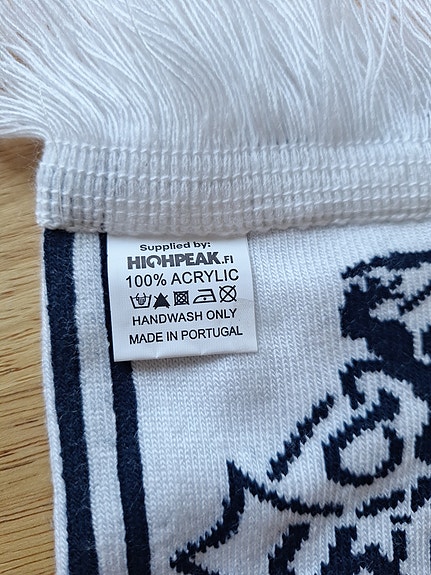 Supplied by:
HIGHPEAK.FI
100% ACRYLIC
HANDWASH ONLY
MADE IN PORTUGAL